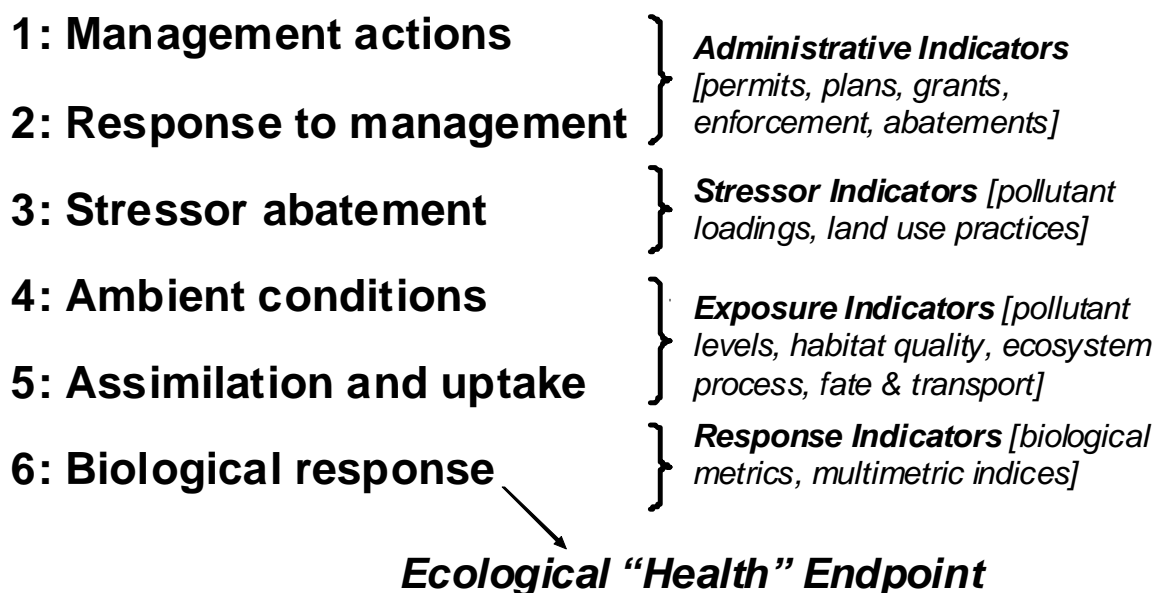 1: Management actions
2: Response to management
Administrative Indicators
[permits, plans, grants,
enforcement, abatements]
3: Stressor abatement
Stressor Indicators [pollutant
loadings, land use practices]
4: Ambient conditions
5: Assimilation and uptake
Exposure Indicators [pollutant
levels, habitat quality, ecosystem
process, fate & transport]
6: Biological response
Response Indicators [biological
metrics, multimetric indices]
Ecological “Health” Endpoint